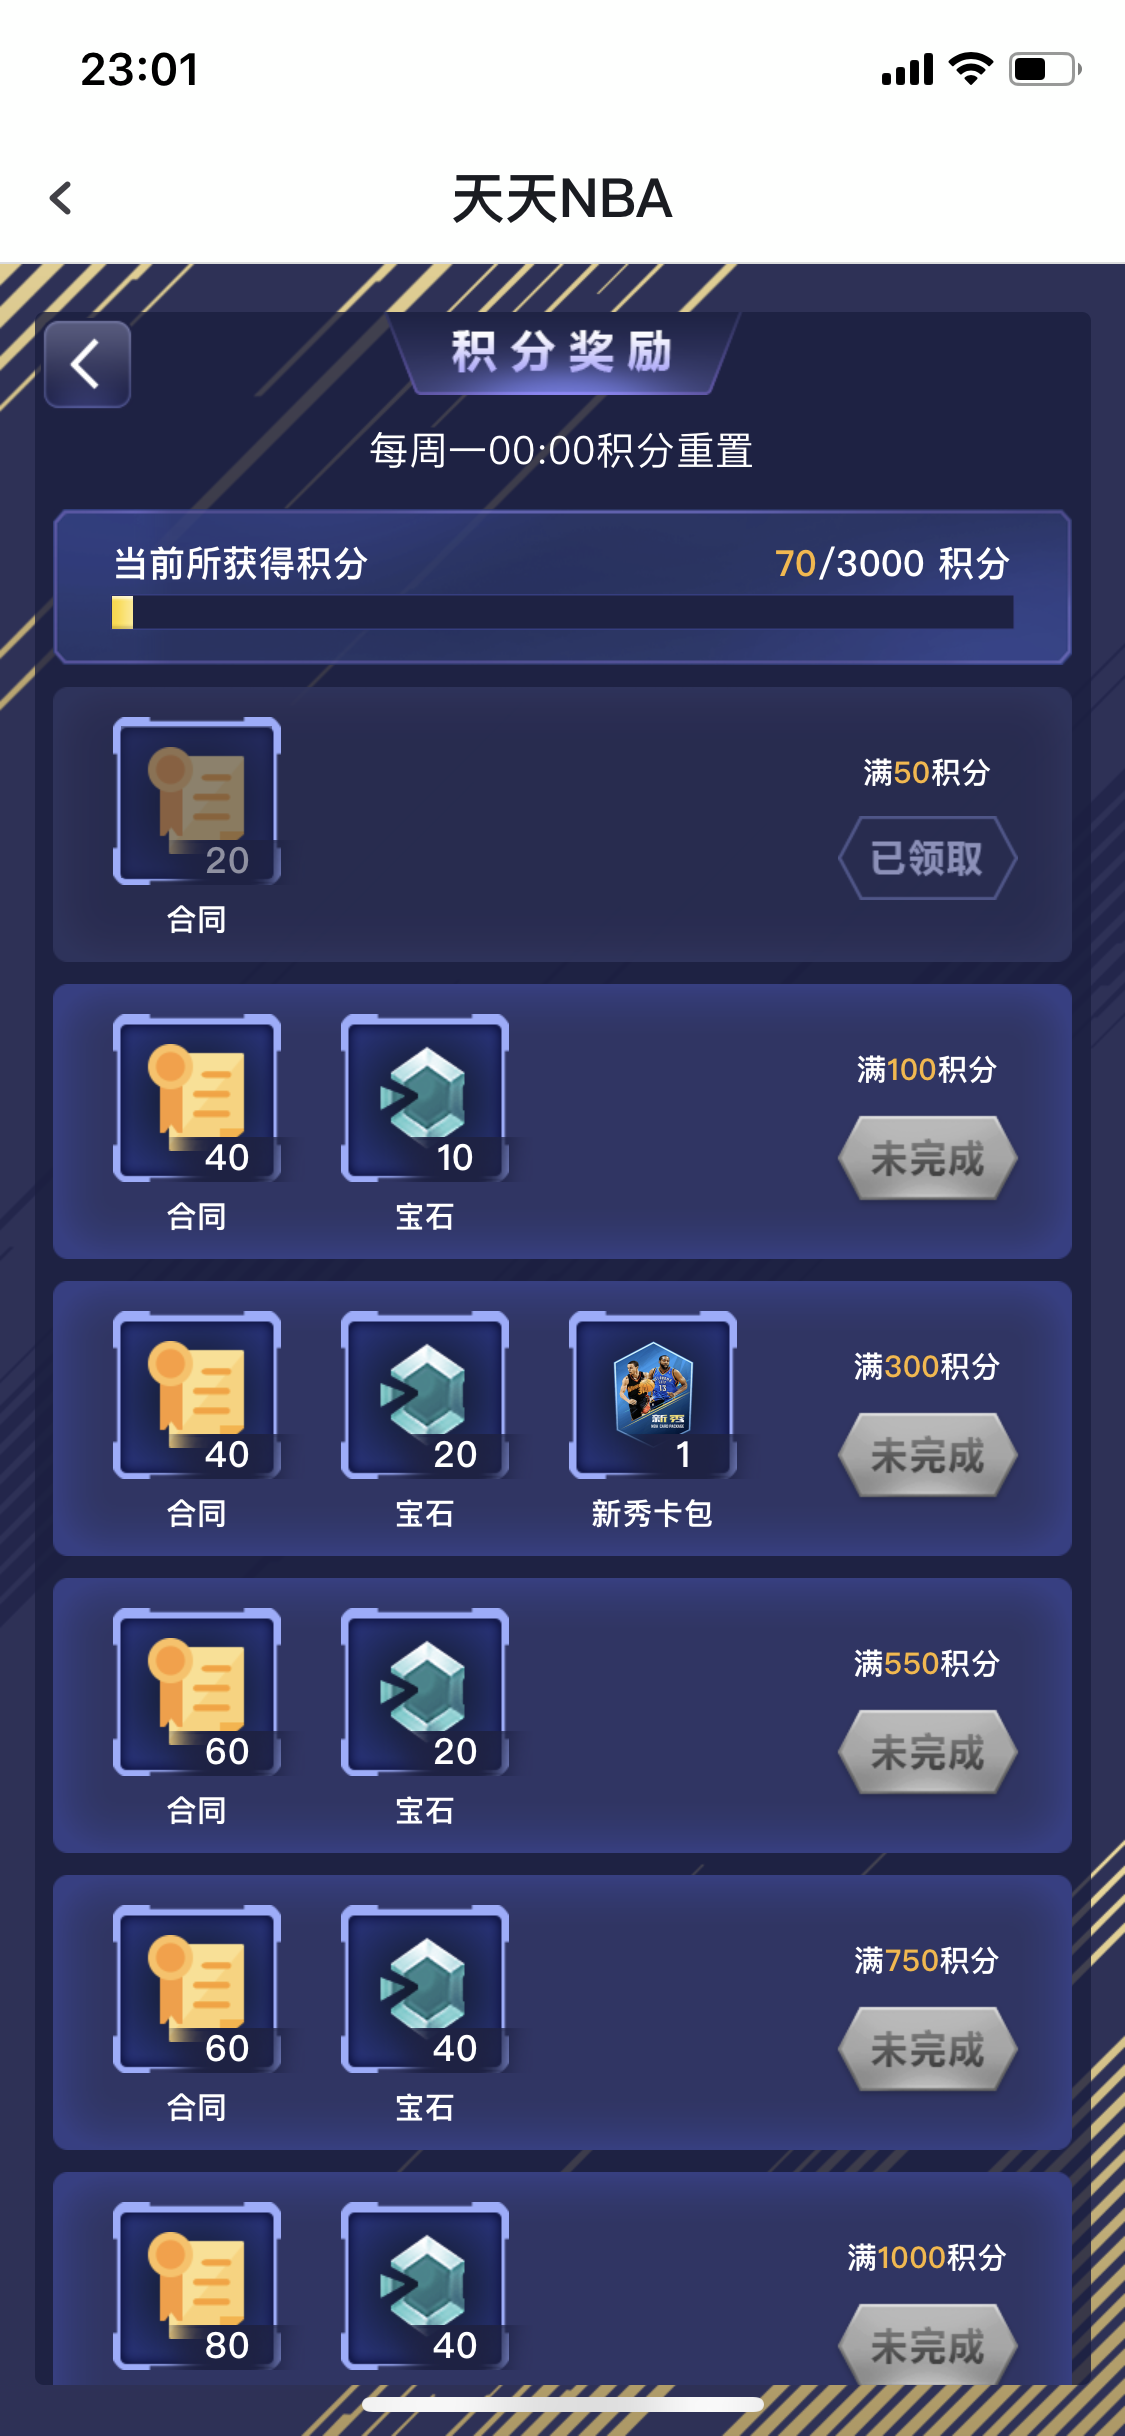 23:01
天天NBA
积分奖励
每周一00:00积分重置
当前所获得积分 70/3000 积分
满50积分
20
已领取
合同
满100积分
40 10
未完成
合同 宝石
满300积分
新秀
40 20 1
未完成
合同 宝石 新秀卡包
满550积分
60 20
未完成
合同 宝石
满750积分
60 40
未完成
合同 宝石
满1000积分
80 40
未完成